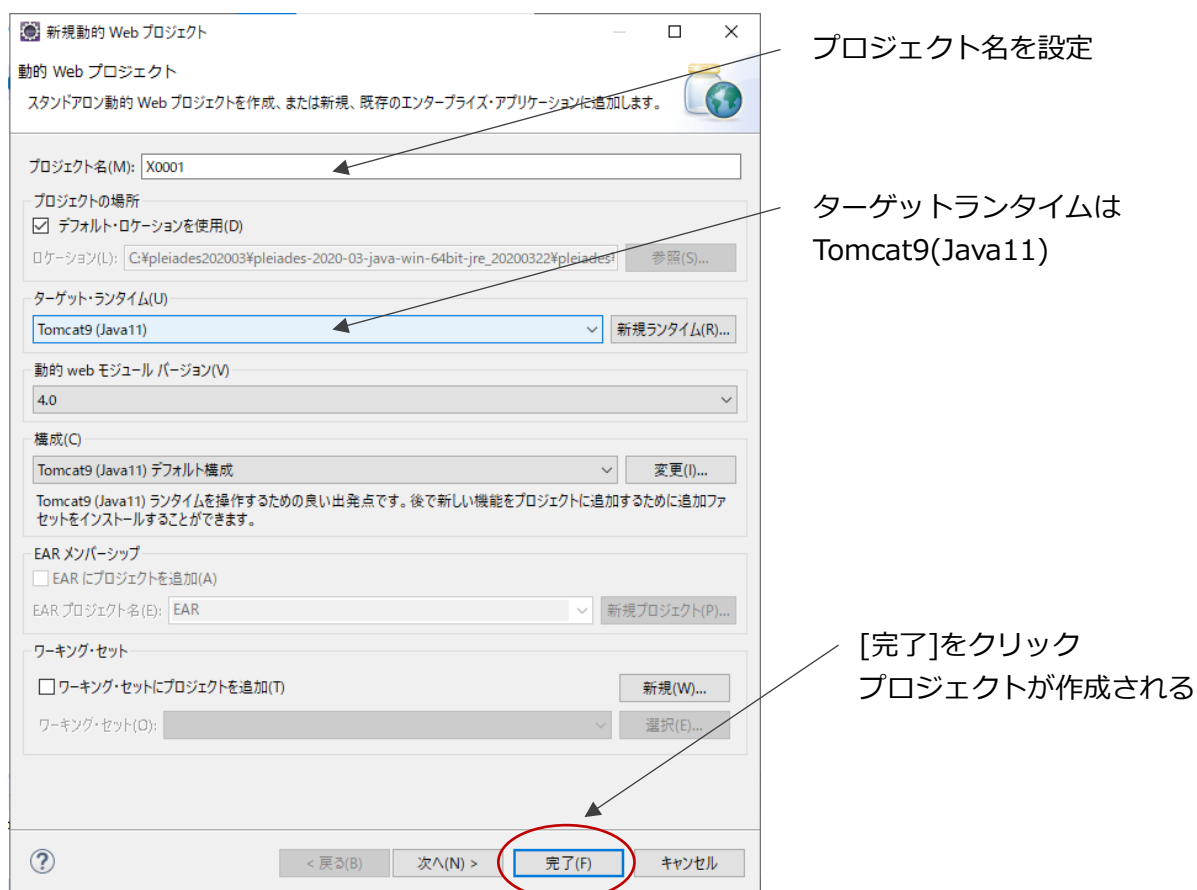 新規動的 Web プロジェクト
動的 Web プロジェクト
スタンドアロン動的 Web プロジェクトを作成、または新規、既存のエンタープライズ・アプリケーションに追加します。
プロジェクト名を設定
プロジェクト名(M): X0001
プロジェクトの場所
デフォルト・ロケーションを使用(D)
ロケーション(L): C:¥pleiades202003¥pleiades-2020-03-java-win-64bit-jre_20200322¥pleiades 参照(S)...
ターゲットランタイムは
Tomcat9(Java11)
ターゲット・ランタイム(U)
Tomcat9 (Java11) 新規ランタイム(R)...
動的 web モジュール バージョン(V)
4.0
構成(C)
Tomcat9 (Java11) デフォルト構成 変更(I)...
Tomcat9 (Java11) ランタイムを操作するための良い出発点です。後で新しい機能をプロジェクトに追加するために追加ファ
セットをインストールすることができます。
EAR メンバーシップ
EAR にプロジェクトを追加(A)
EAR プロジェクト名(E): EAR 新規プロジェクト(P)...
ワーキング・セット
ワーキング・セットにプロジェクトを追加(T) 新規(W)...
ワーキング・セット(O): 選択(E)...
[完了]をクリック
プロジェクトが作成される
? < 戻る(B) 次へ(N) > 完了(F) キャンセル